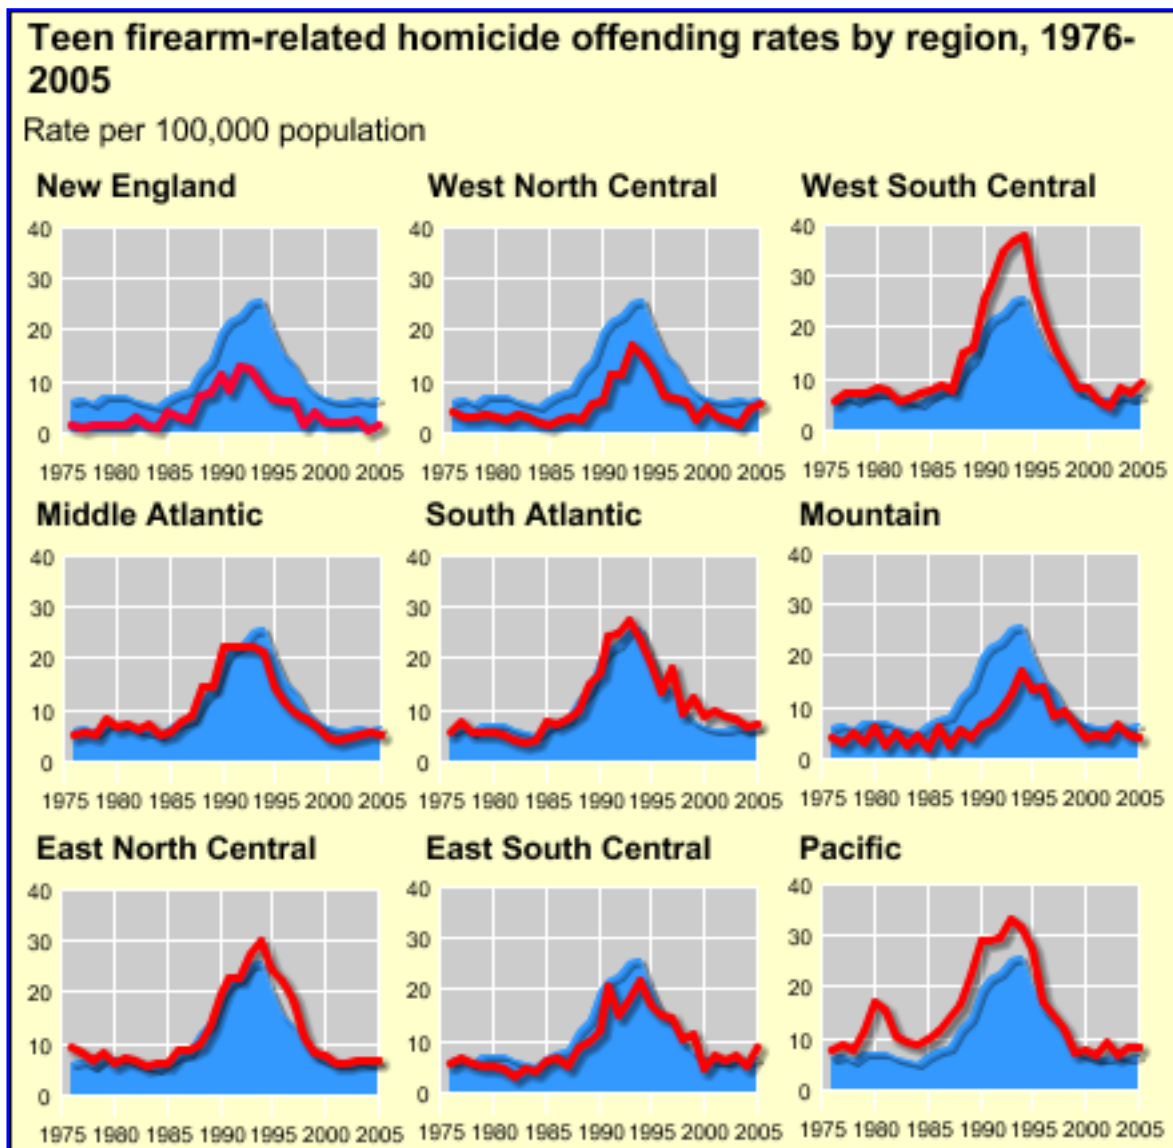 Teen firearm-related homicide offending rates by region, 1976-
2005
Rate per 100,000 population
New England
40
30
20
10
0
1975 1980 1985 1990 1995 2000 2005
West North Central
40
30
20
10
0
1975 1980 1985 1990 1995 2000 2005
West South Central
40
30
20
10
0
1975 1980 1985 1990 1995 2000 2005
Middle Atlantic
40
30
20
10
0
1975 1980 1985 1990 1995 2000 2005
South Atlantic
40
30
20
10
0
1975 1980 1985 1990 1995 2000 2005
Mountain
40
30
20
10
0
1975 1980 1985 1990 1995 2000 2005
East North Central
40
30
20
10
0
1975 1980 1985 1990 1995 2000 2005
East South Central
40
30
20
10
0
1975 1980 1985 1990 1995 2000 2005
Pacific
40
30
20
10
0
1975 1980 1985 1990 1995 2000 2005